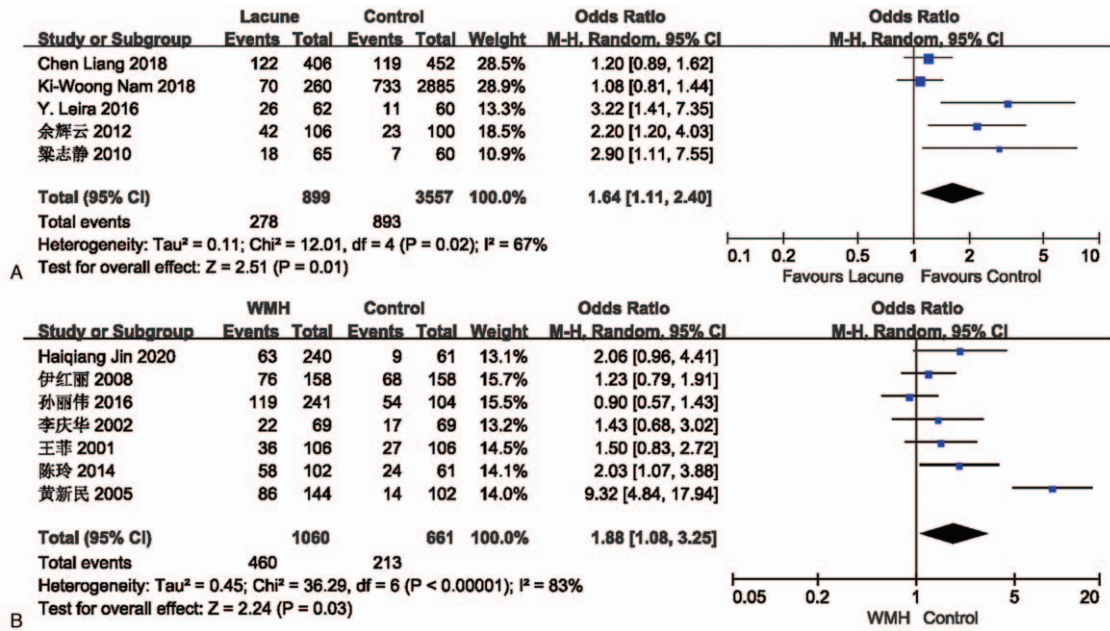 Lacune Control Odds Ratio Odds Ratio
Study or Subgroup Events Total Events Total Weight M-H, Random, 95% CI M-H, Random, 95% CI
Chen Liang 2018 122 406 119 452 28.5% 1.20 [0.89, 1.62]
Ki-Woong Nam 2018 70 260 733 2885 28.9% 1.08 [0.81, 1.44]
Y. Leira 2016 26 62 11 60 13.3% 3.22 [1.41, 7.35]
余辉云 2012 42 106 23 100 18.5% 2.20 [1.20, 4.03]
梁志静 2010 18 65 7 60 10.9% 2.90 [1.11, 7.55]
Total (95% CI) 899 3557 100.0% 1.64 [1.11, 2.40]
Total events 278 893
Heterogeneity: Tau² = 0.11; Chi² = 12.01, df = 4 (P = 0.02); I² = 67%
Test for overall effect: Z = 2.51 (P = 0.01)
0.1 0.2 0.5 1 2 5 10
Favours Lacune Favours Control
A
WMH Control Odds Ratio Odds Ratio
Study or Subgroup Events Total Events Total Weight M-H, Random, 95% CI M-H, Random, 95% CI
Haiqiang Jin 2020 63 240 9 61 13.1% 2.06 [0.96, 4.41]
伊红丽 2008 76 158 68 158 15.7% 1.23 [0.79, 1.91]
孙丽伟 2016 119 241 54 104 15.5% 0.90 [0.57, 1.43]
李庆华 2002 22 69 17 69 13.2% 1.43 [0.68, 3.02]
王菲 2001 36 106 27 106 14.5% 1.50 [0.83, 2.72]
陈玲 2014 58 102 24 61 14.1% 2.03 [1.07, 3.88]
黄新民 2005 86 144 14 102 14.0% 9.32 [4.84, 17.94]
Total (95% CI) 1060 661 100.0% 1.88 [1.08, 3.25]
Total events 460 213
Heterogeneity: Tau² = 0.45; Chi² = 36.29, df = 6 (P < 0.00001); I² = 83%
Test for overall effect: Z = 2.24 (P = 0.03)
0.05 0.2 1 5 20
WMH Control
B